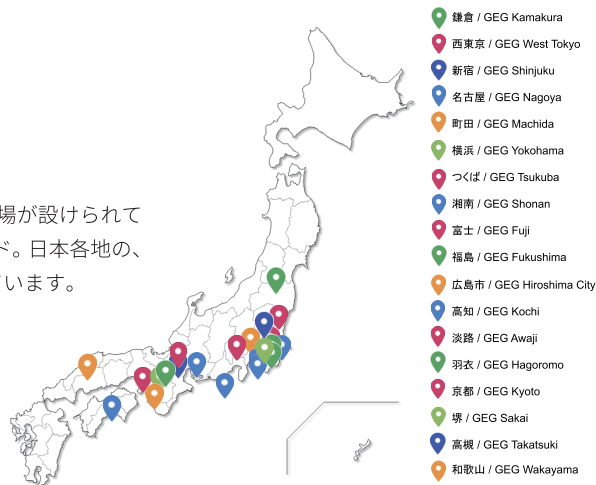 場が設けられて
ド。日本各地の、
ています。
鎌倉 / GEG Kamakura
西東京 / GEG West Tokyo
新宿 / GEG Shinjuku
名古屋 / GEG Nagoya
町田 / GEG Machida
横浜 / GEG Yokohama
つくば / GEG Tsukuba
湘南 / GEG Shonan
富士 / GEG Fuji
福島 / GEG Fukushima
広島市 / GEG Hiroshima City
高知 / GEG Kochi
淡路 / GEG Awaji
羽衣 / GEG Hagoromo
京都 / GEG Kyoto
堺 / GEG Sakai
高槻 / GEG Takatsuki
和歌山 / GEG Wakayama